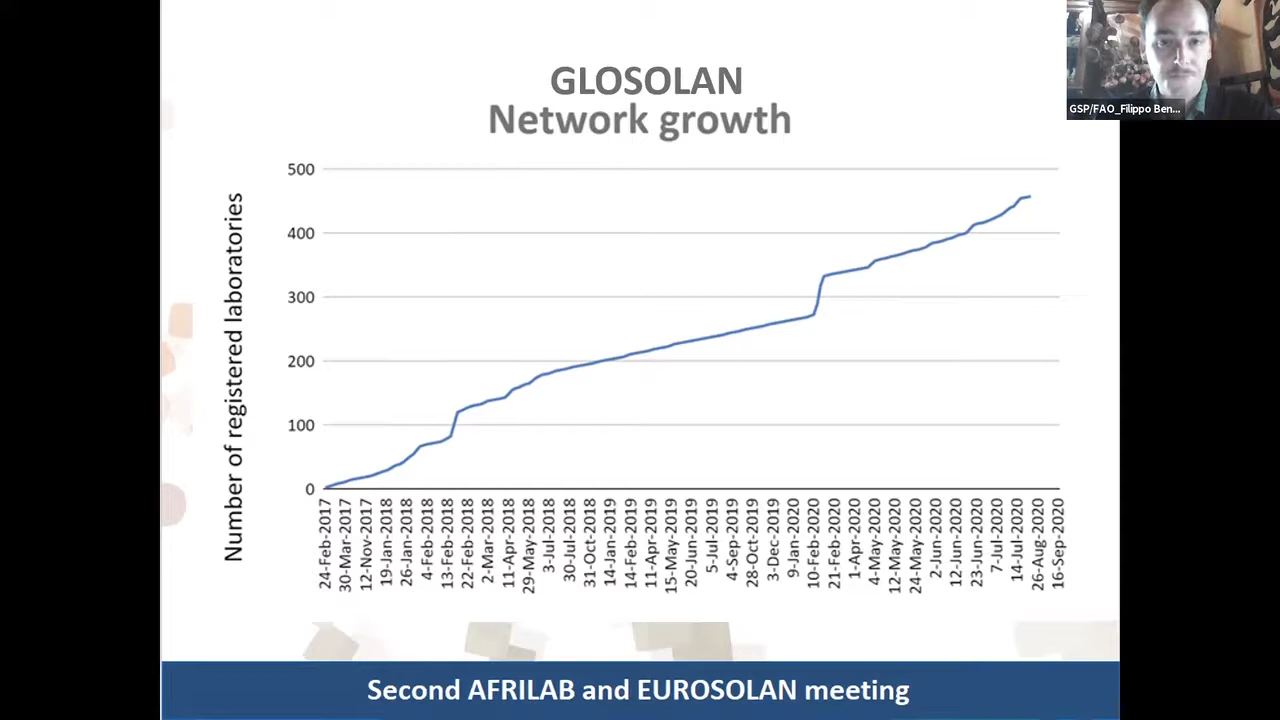 GLOSOLAN
Network growth
GSP/FAO_Filippo Ben...
Number of registered laboratories
500
400
300
200
100
0
24-Feb-2017
30-Mar-2017
12-Nov-2017
19-Jan-2018
26-Jan-2018
4-Feb-2018
13-Feb-2018
22-Feb-2018
2-Mar-2018
11-Apr-2018
29-May-2018
3-Jul-2018
30-Jul-2018
31-Oct-2018
14-Jan-2019
14-Feb-2019
11-Apr-2019
15-May-2019
20-Jun-2019
5-Jul-2019
4-Sep-2019
28-Oct-2019
3-Dec-2019
9-Jan-2020
10-Feb-2020
21-Feb-2020
1-Apr-2020
4-May-2020
12-May-2020
24-May-2020
2-Jun-2020
12-Jun-2020
23-Jun-2020
7-Jul-2020
14-Jul-2020
26-Aug-2020
16-Sep-2020
Second AFRILAB and EUROSOLAN meeting